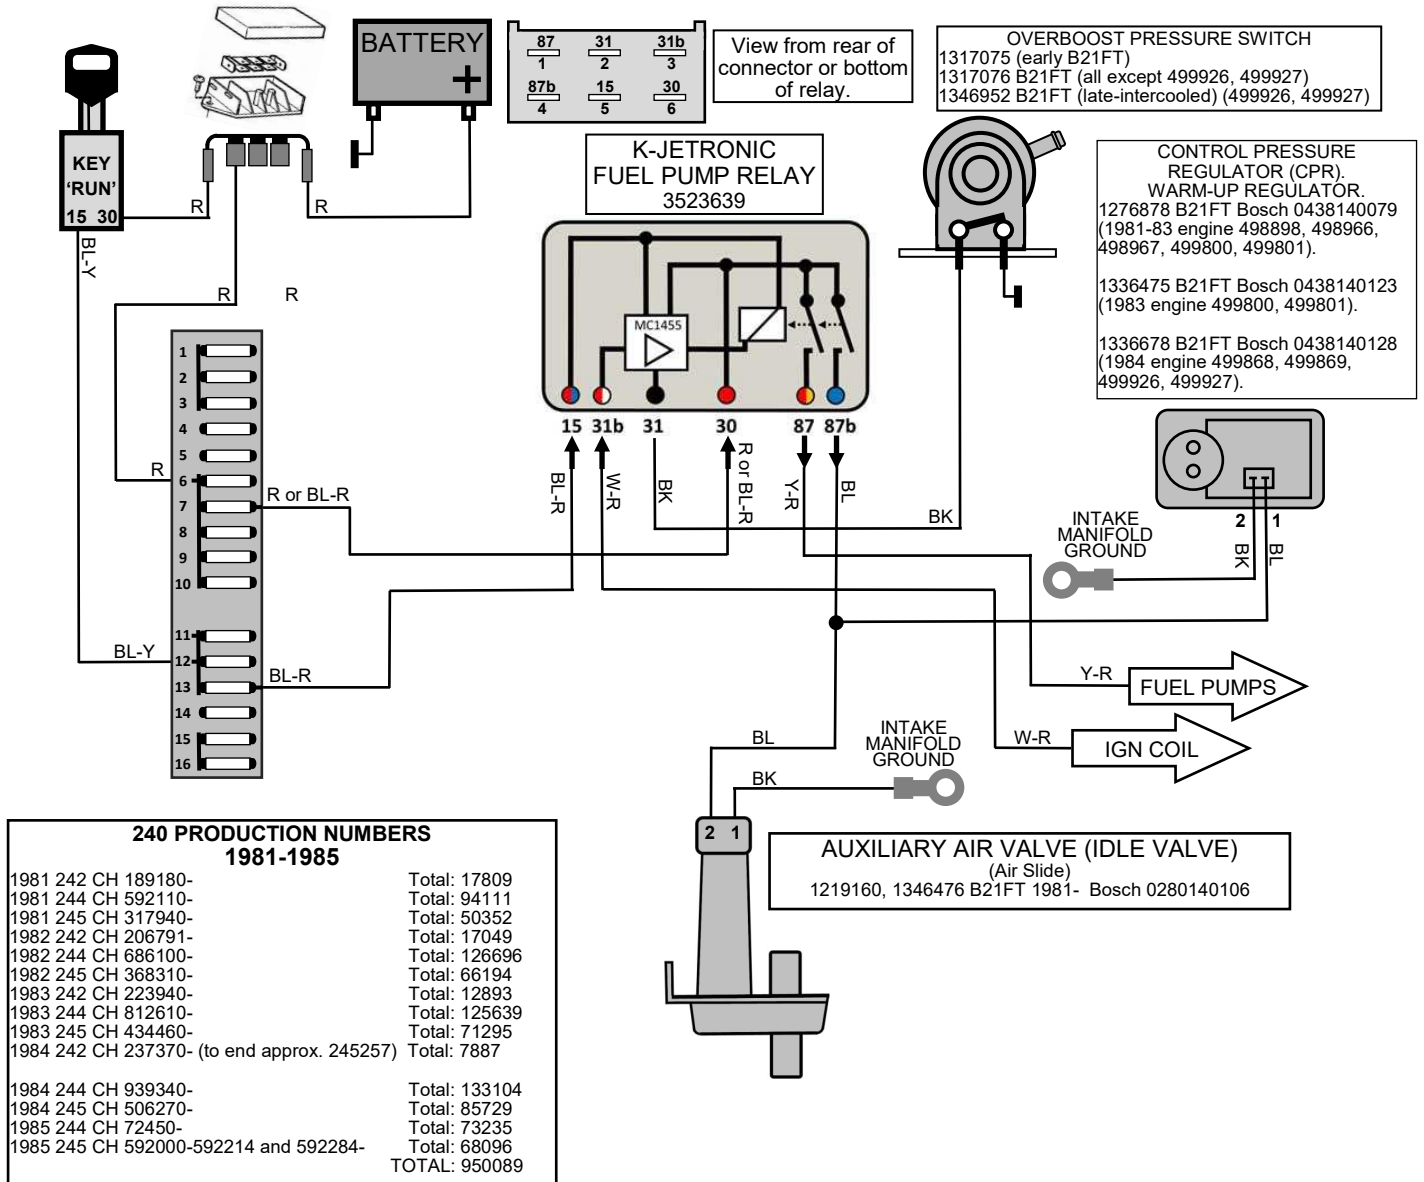 BATTERY
+
KEY
'RUN'
15 30
87 31 31b
1 2 3
87b 15 30
4 5 6
View from rear of
connector or bottom
of relay.
OVERBOOST PRESSURE SWITCH
1317075 (early B21FT)
1317076 B21FT (all except 499926, 499927)
1346952 B21FT (late-intercooled) (499926, 499927)
K-JETRONIC
FUEL PUMP RELAY
3523639
CONTROL PRESSURE
REGULATOR (CPR).
WARM-UP REGULATOR.
1276878 B21FT Bosch 0438140079
(1981-83 engine 498898, 498966,
498967, 499800, 499801).
1336475 B21FT Bosch 0438140123
(1983 engine 499800, 499801).
1336678 B21FT Bosch 0438140128
(1984 engine 499868, 499869,
499926, 499927).
R
R
BL-Y
R
R
MC1455
1
2
3
4
5
6
7
8
9
10
11
12
13
14
15
16
R
R or BL-R
BL-Y
BL-R
15 31b 31 30 87 87b
BL-R
W-R
BK
R or BL-R
Y-R
BL
BK
2 1
BK
BL
INTAKE
MANIFOLD
GROUND
Y-R
FUEL PUMPS
W-R
IGN COIL
BL
BK
INTAKE
MANIFOLD
GROUND
2 1
AUXILIARY AIR VALVE (IDLE VALVE)
(Air Slide)
1219160, 1346476 B21FT 1981- Bosch 0280140106
240 PRODUCTION NUMBERS
1981-1985
1981 242 CH 189180- Total: 17809
1981 244 CH 592110- Total: 94111
1981 245 CH 317940- Total: 50352
1982 242 CH 206791- Total: 17049
1982 244 CH 686100- Total: 126696
1982 245 CH 368310- Total: 66194
1983 242 CH 223940- Total: 12893
1983 244 CH 812610- Total: 125639
1983 245 CH 434460- Total: 71295
1984 242 CH 237370- (to end approx. 245257) Total: 7887
1984 244 CH 939340- Total: 133104
1984 245 CH 506270- Total: 85729
1985 244 CH 72450- Total: 73235
1985 245 CH 592000-592214 and 592284- Total: 68096
TOTAL: 950089